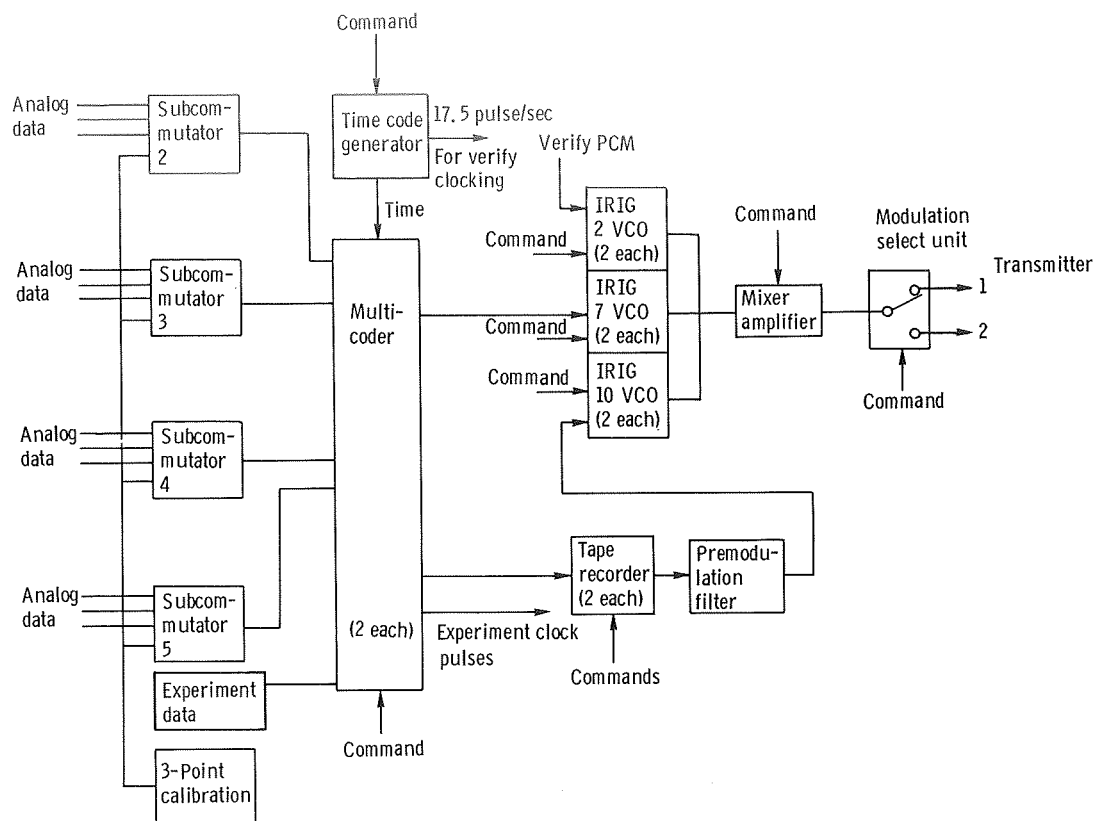 Command
Analog
data
Subcom-
mutator
2
Time code
generator
17.5 pulse/sec
For verify
clocking
Time
Verify PCM
IRIG
2 VCO
(2 each)
Command
Command
Modulation
select unit
Analog
data
Subcom-
mutator
3
Multi-
coder
(2 each)
IRIG
7 VCO
(2 each)
Command
Mixer
amplifier
1
Transmitter
2
Command
IRIG
10 VCO
(2 each)
Command
Analog
data
Subcom-
mutator
4
Tape
recorder
(2 each)
Premodu-
lation
filter
Analog
data
Subcom-
mutator
5
Experiment clock
pulses
Commands
Experiment
data
Command
3-Point
calibration